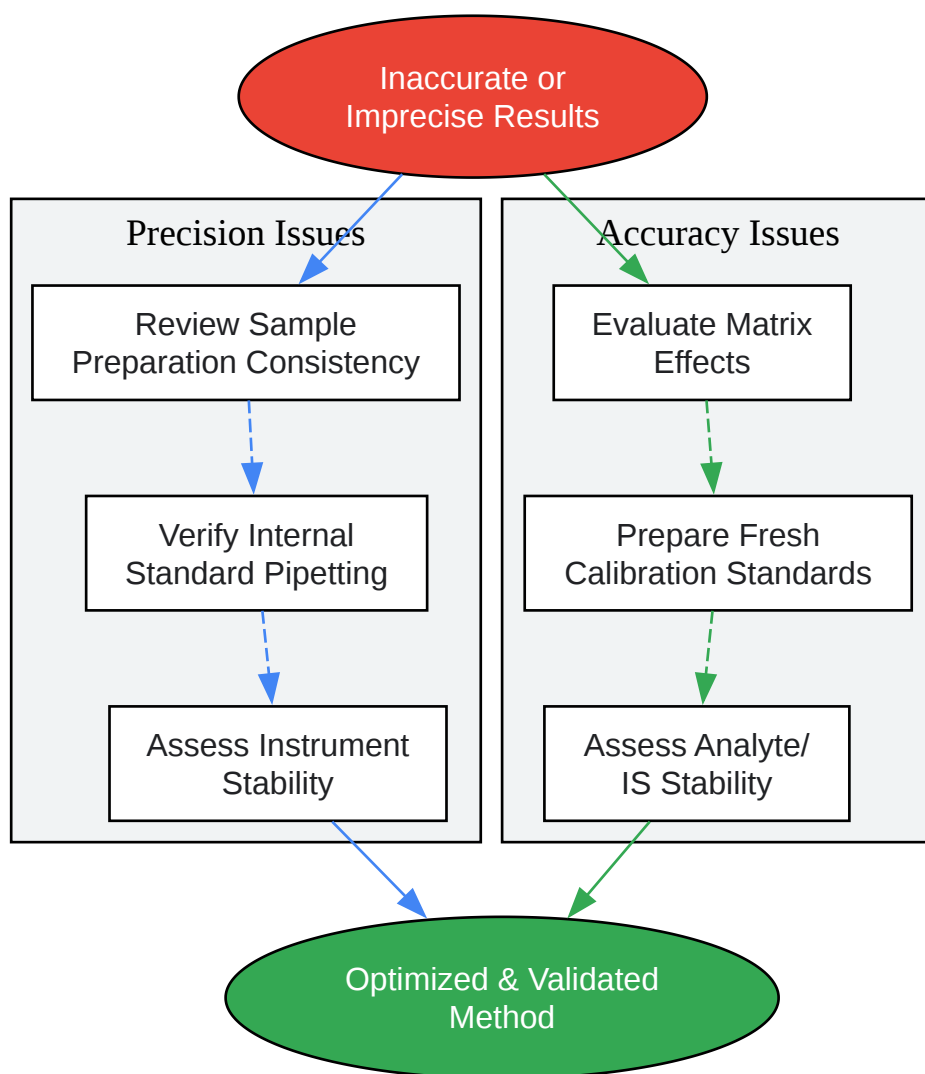 Inaccurate or
Imprecise Results
Precision Issues
Review Sample
Preparation Consistency
Verify Internal
Standard Pipetting
Assess Instrument
Stability
Accuracy Issues
Evaluate Matrix
Effects
Prepare Fresh
Calibration Standards
Assess Analyte/
IS Stability
Optimized & Validated
Method